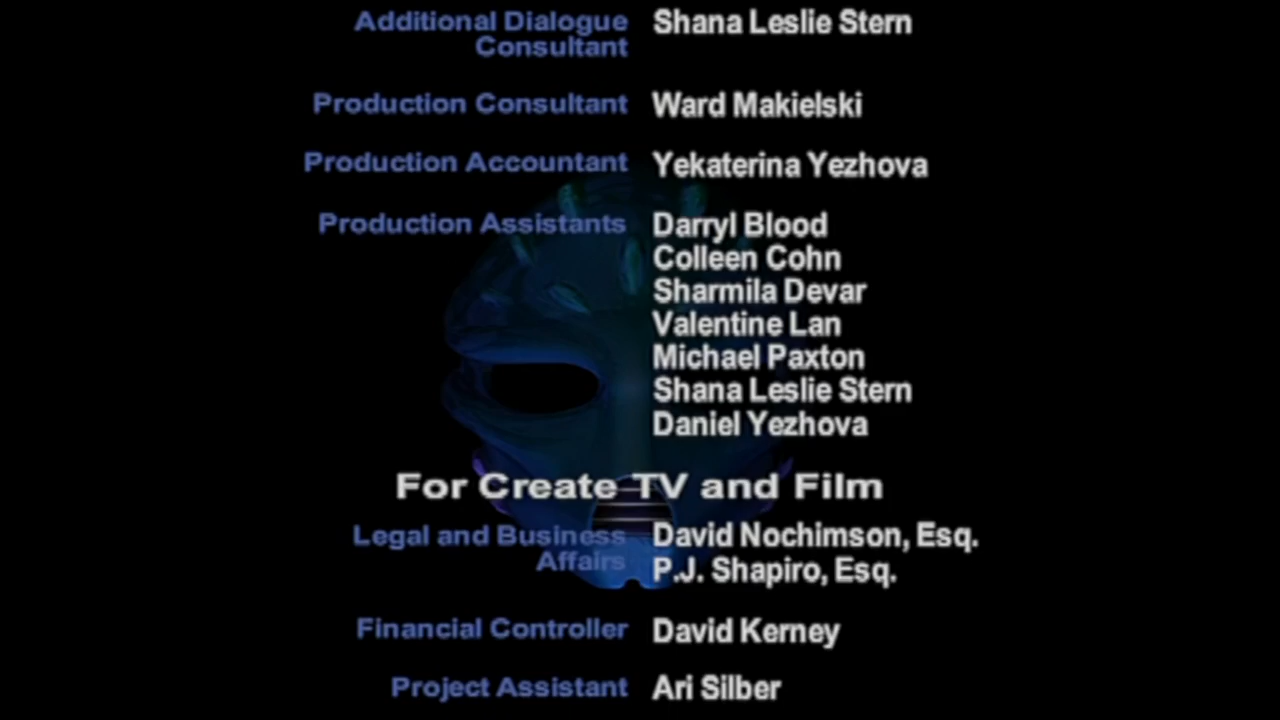 Additional Dialogue Shana Leslie Stern
Consultant
Production Consultant Ward Makielski
Production Accountant Yekaterina Yezhova
Production Assistants Darryl Blood
Colleen Cohn
Sharmila Devar
Valentine Lan
Michael Paxton
Shana Leslie Stern
Daniel Yezhova
For Create TV and Film
Legal and Business David Nochimson, Esq.
Affairs P.J. Shapiro, Esq.
Financial Controller David Kerney
Project Assistant Ari Silber